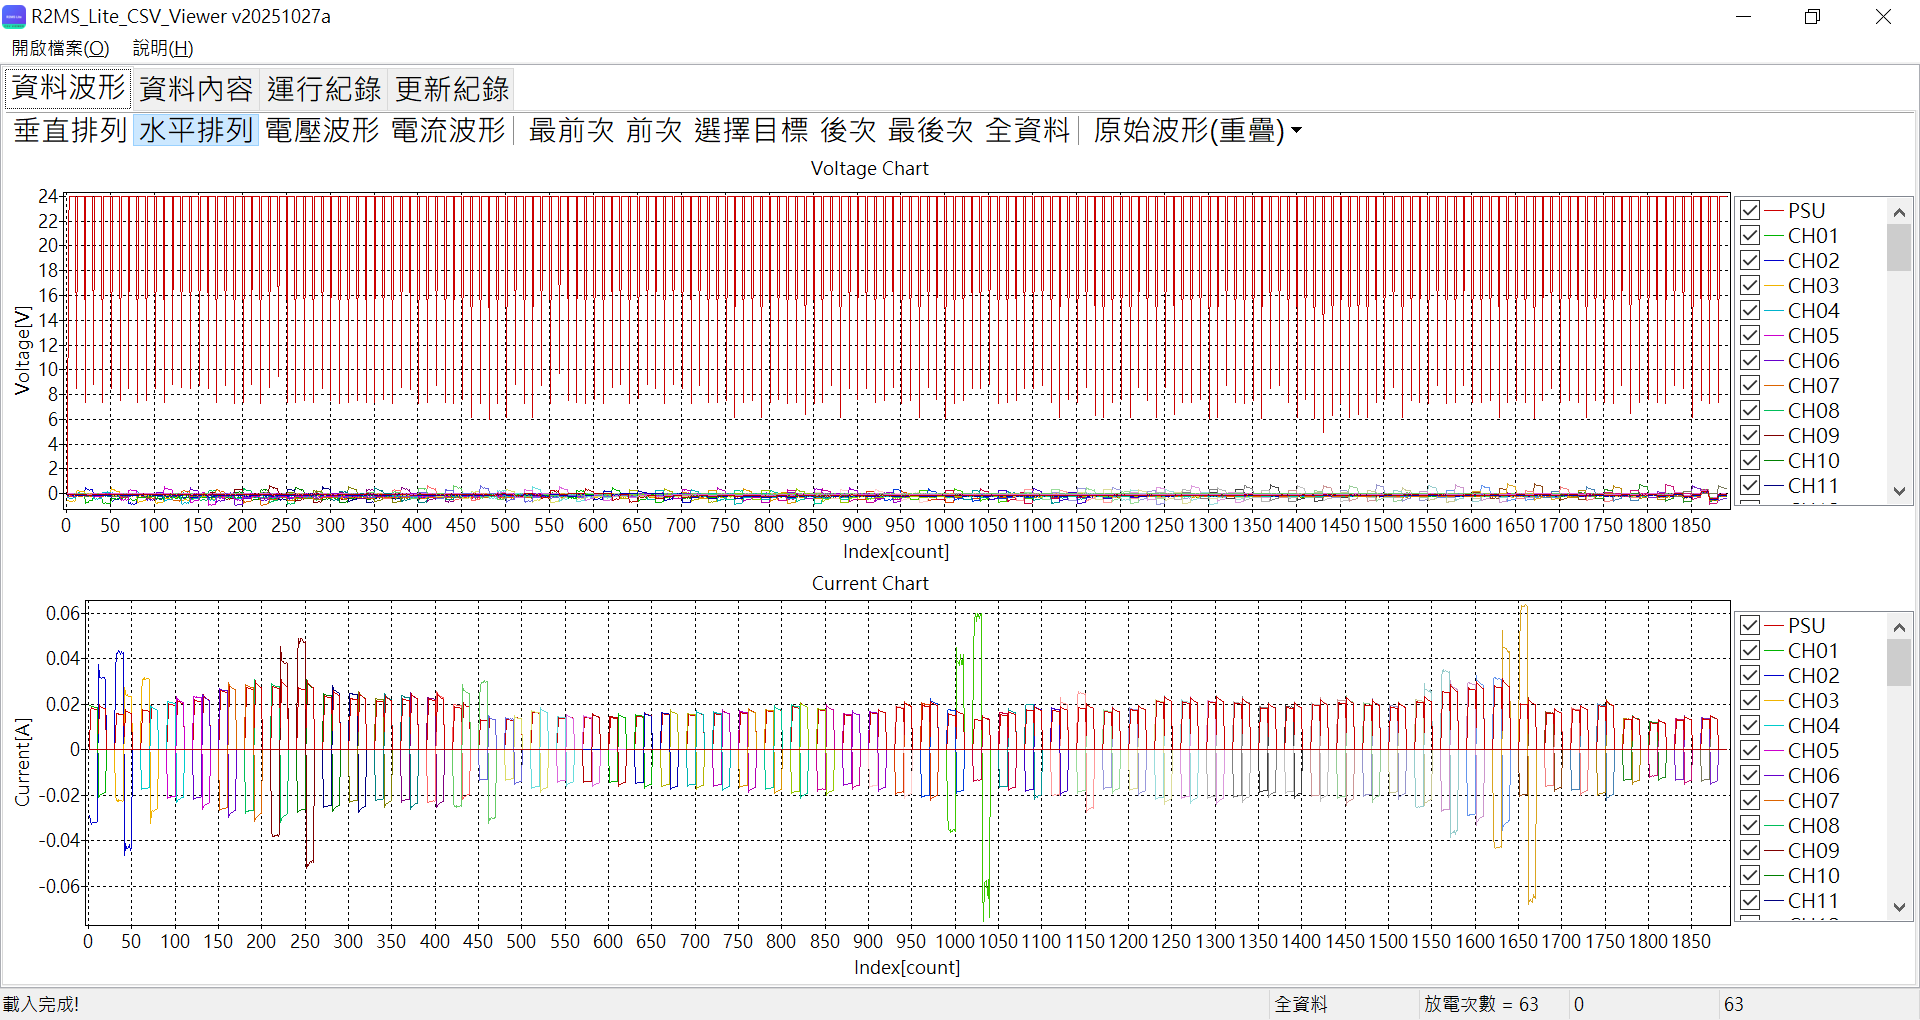 R2MS_Lite_CSV_Viewer v20251027a
開啟檔案(O) 說明(H)
資料波形 資料內容 運行紀錄 更新紀錄
垂直排列 水平排列 電壓波形 電流波形 最前次 前次 選擇目標 後次 最後次 全資料 原始波形(重疊)
Voltage Chart
Voltage[V]
24
22
20
18
16
14
12
10
8
6
4
2
0
0 50 100 150 200 250 300 350 400 450 500 550 600 650 700 750 800 850 900 950 1000 1050 1100 1150 1200 1250 1300 1350 1400 1450 1500 1550 1600 1650 1700 1750 1800 1850
Index[count]
PSU
CH01
CH02
CH03
CH04
CH05
CH06
CH07
CH08
CH09
CH10
CH11
Current Chart
Current[A]
0.06
0.04
0.02
0
-0.02
-0.04
-0.06
0 50 100 150 200 250 300 350 400 450 500 550 600 650 700 750 800 850 900 950 1000 1050 1100 1150 1200 1250 1300 1350 1400 1450 1500 1550 1600 1650 1700 1750 1800 1850
Index[count]
PSU
CH01
CH02
CH03
CH04
CH05
CH06
CH07
CH08
CH09
CH10
CH11
載入完成! 全資料 放電次數 = 63 0 63